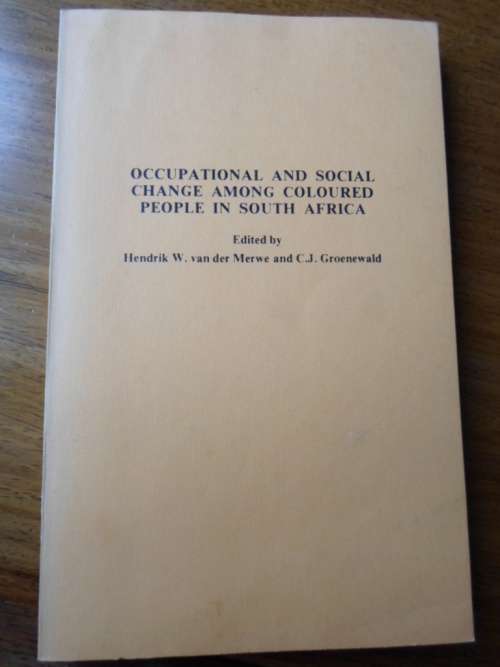 OCCUPATIONAL AND SOCIAL
CHANGE AMONG COLOURED
PEOPLE IN SOUTH AFRICA
Edited by
Hendrik W. van der Merwe and C.J. Groenewald